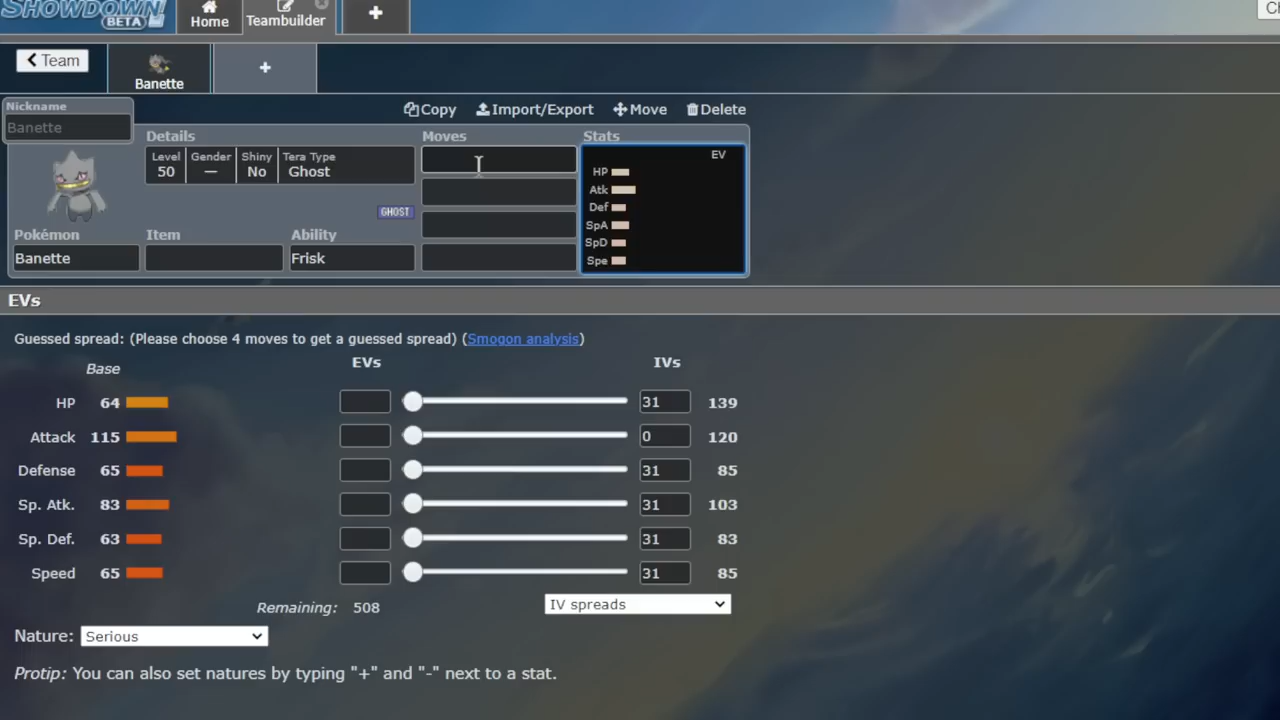 SHOWDOWN
BETA
Home
Teambuilder
+
Team
Banette
+
Nickname
Banette
Copy
Import/Export
Move
Delete
Details
Moves
Stats
Level
50
Gender
—
Shiny
No
Tera Type
Ghost
GHOST
Pokémon
Banette
Item
Ability
Frisk
EV
HP
Atk
Def
SpA
SpD
Spe
EVs
Guessed spread: (Please choose 4 moves to get a guessed spread) (Smogon analysis)
Base EVs IVs
HP 64 31 139
Attack 115 0 120
Defense 65 31 85
Sp. Atk. 83 31 103
Sp. Def. 63 31 83
Speed 65 31 85
Remaining: 508 IV spreads
Nature: Serious
Protip: You can also set natures by typing "+" and "-" next to a stat.